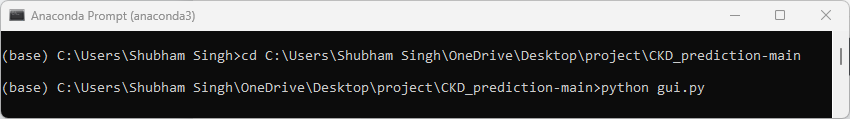 Anaconda Prompt (anaconda3)
(base) C:\Users\Shubham Singh>cd C:\Users\Shubham Singh\OneDrive\Desktop\project\CKD_prediction-main
(base) C:\Users\Shubham Singh\OneDrive\Desktop\project\CKD_prediction-main>python gui.py